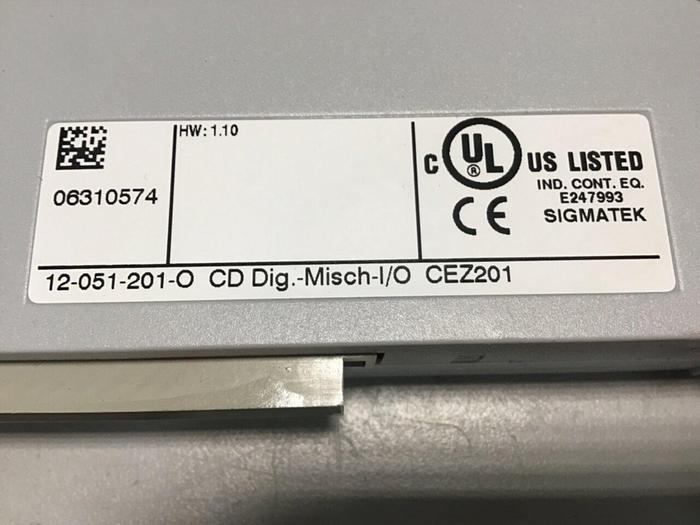 HW: 1.10
06310574
C UL ® US LISTED
IND. CONT. EQ.
E247993
CE SIGMATEK
12-051-201-O CD Dig.-Misch-I/O CEZ201